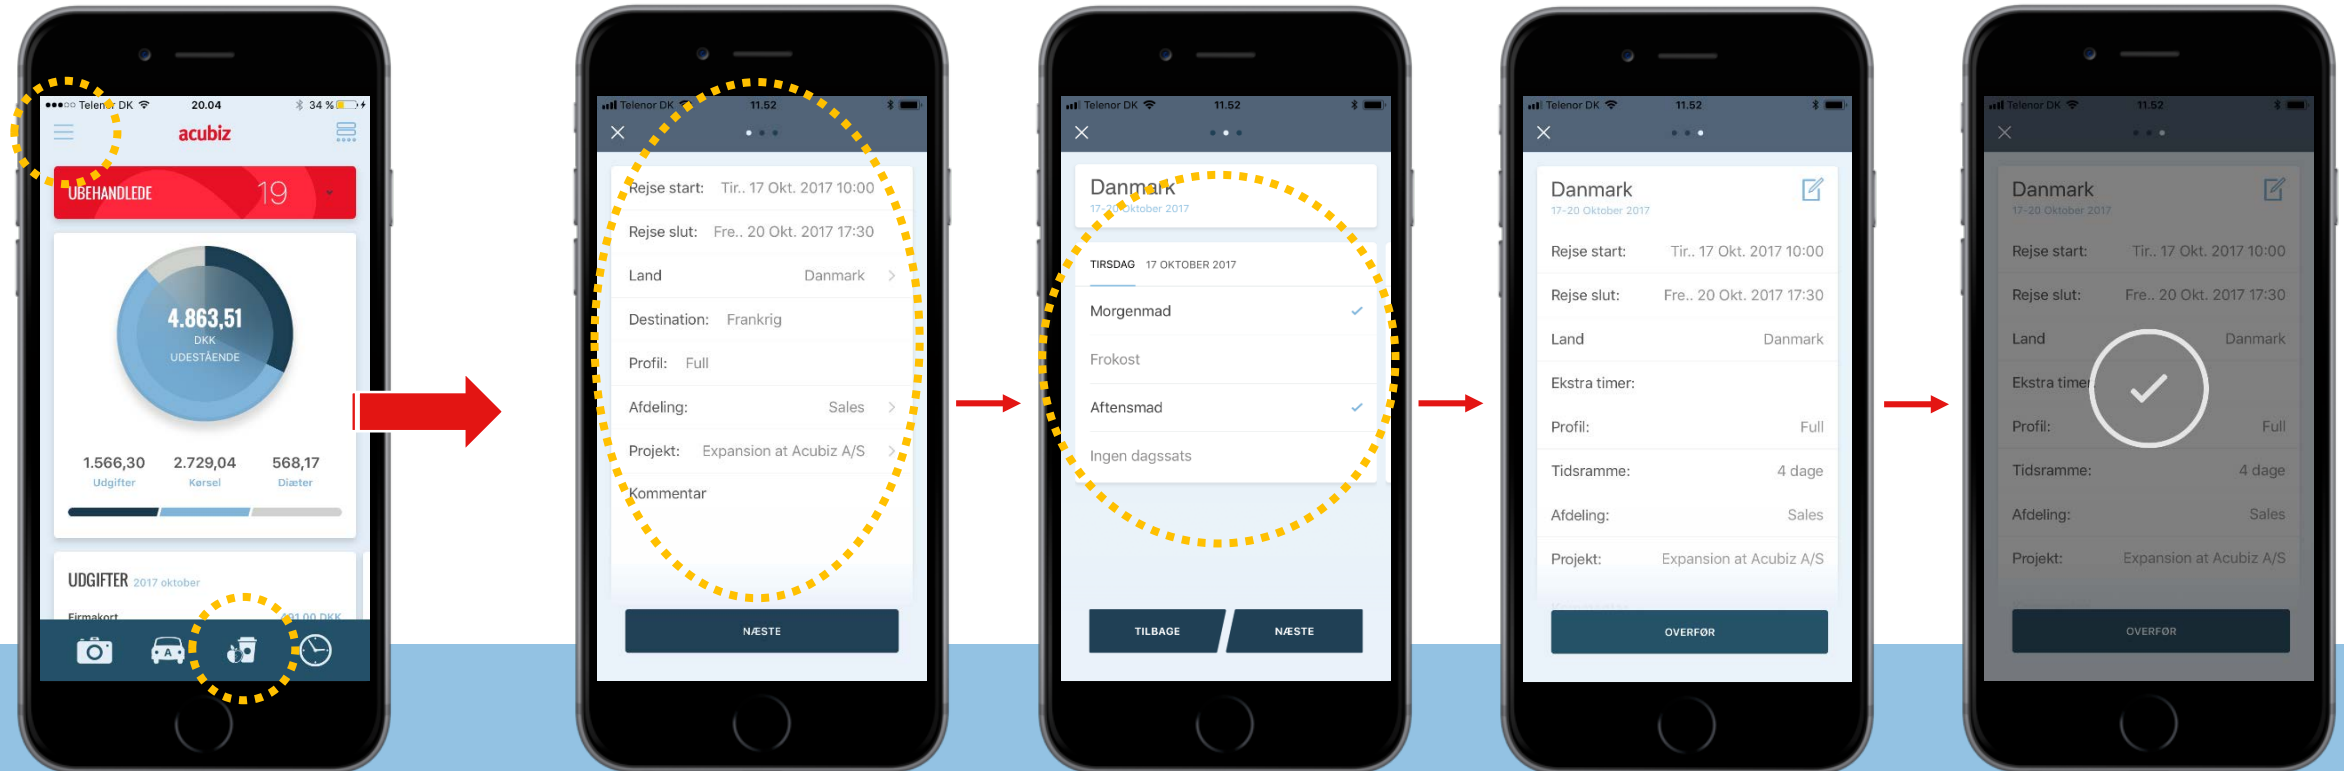 Telenor DK 20.04 34 %
acubiz
UBEHANDLEDE 19
4.863,51
DKK
UDESTÅENDE
1.566,30 2.729,04 568,17
Udgifter Kørsel Diæter
UDGIFTER 2017 oktober
Firmakort 491,00 DKK
Telenor DK 11.52
Rejse start: Tir.. 17 Okt. 2017 10:00
Rejse slut: Fre.. 20 Okt. 2017 17:30
Land Danmark
Destination: Frankrig
Profil: Full
Afdeling: Sales
Projekt: Expansion at Acubiz A/S
Kommentar
NÆSTE
Telenor DK 11.52
Danmark
17-20 Oktober 2017
TIRSDAG 17 OKTOBER 2017
Morgenmad
Frokost
Aftensmad
Ingen dagssats
TILBAGE NÆSTE
Telenor DK 11.52
Danmark
17-20 Oktober 2017
Rejse start: Tir.. 17 Okt. 2017 10:00
Rejse slut: Fre.. 20 Okt. 2017 17:30
Land Danmark
Ekstra timer:
Profil: Full
Tidsramme: 4 dage
Afdeling: Sales
Projekt: Expansion at Acubiz A/S
OVERFØR
Telenor DK 11.52
Danmark
17-20 Oktober 2017
Rejse start: Tir.. 17 Okt. 2017 10:00
Rejse slut: Fre.. 20 Okt. 2017 17:30
Land Danmark
Ekstra timer
Profil: Full
Tidsramme: 4 dage
Afdeling: Sales
Projekt: Expansion at Acubiz A/S
OVERFØR